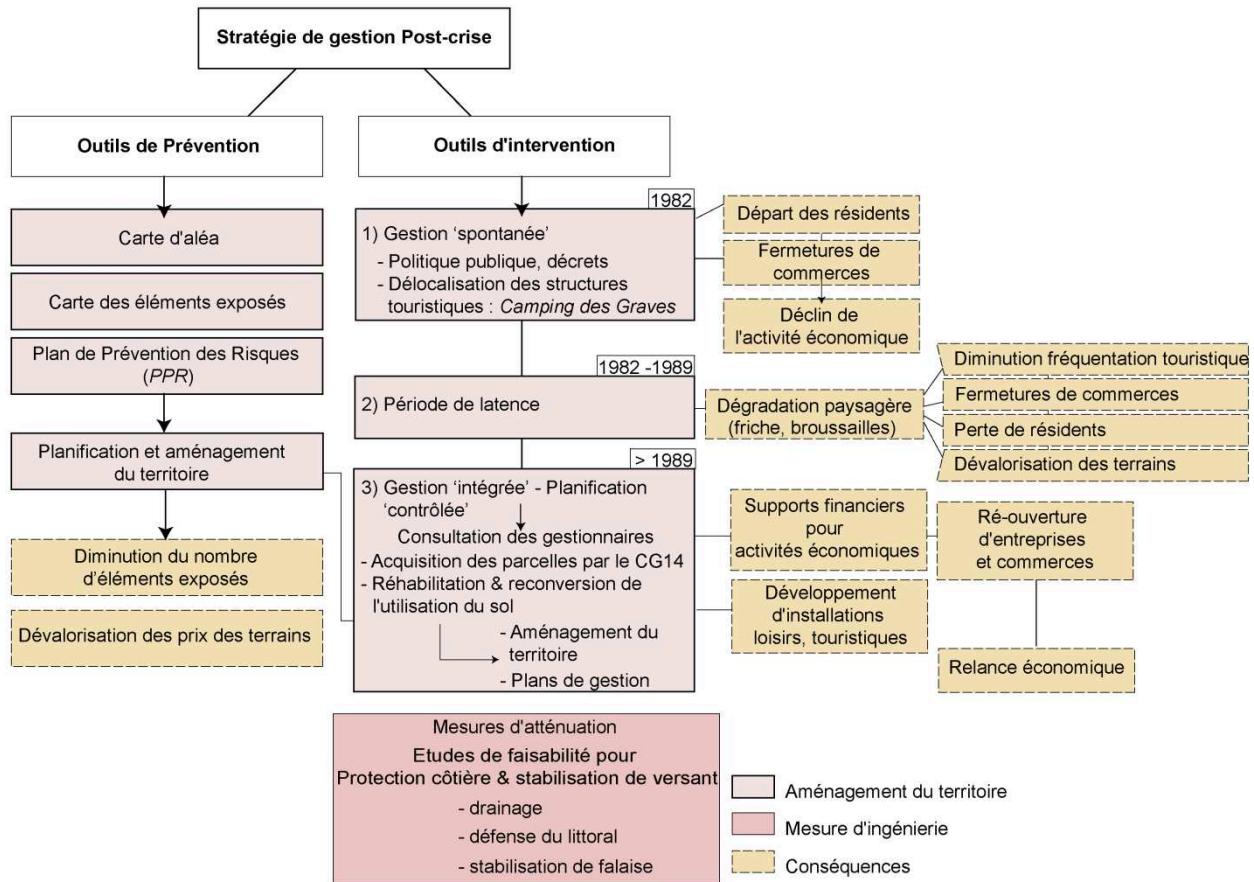 Stratégie de gestion Post-crise
Outils de Prévention
Carte d'aléa
Carte des éléments exposés
Plan de Prévention des Risques
(PPR)
Planification et aménagement
du territoire
Diminution du nombre
d'éléments exposés
Dévalorisation des prix des terrains
Outils d'intervention
1982
1) Gestion ‘spontanée’
- Politique publique, décrets
- Délocalisation des structures
touristiques : Camping des Graves
Départ des résidents
Fermetures de
commerces
Déclin de
l'activité économique
1982 -1989
2) Période de latence
Dégradation paysagère
(friche, broussailles)
Diminution fréquentation touristique
Fermetures de commerces
Perte de résidents
Dévalorisation des terrains
> 1989
3) Gestion ‘intégrée’ - Planification
‘contrôlée’
Consultation des gestionnaires
- Acquisition des parcelles par le CG14
- Réhabilitation & reconversion de
l'utilisation du sol
- Aménagement du
territoire
- Plans de gestion
Supports financiers
pour
activités économiques
Ré-ouverture
d'entreprises
et commerces
Développement
d'installations
loisirs, touristiques
Relance économique
Mesures d'atténuation
Etudes de faisabilité pour
Protection côtière & stabilisation de versant
- drainage
- défense du littoral
- stabilisation de falaise
Aménagement du territoire
Mesure d'ingénierie
Conséquences